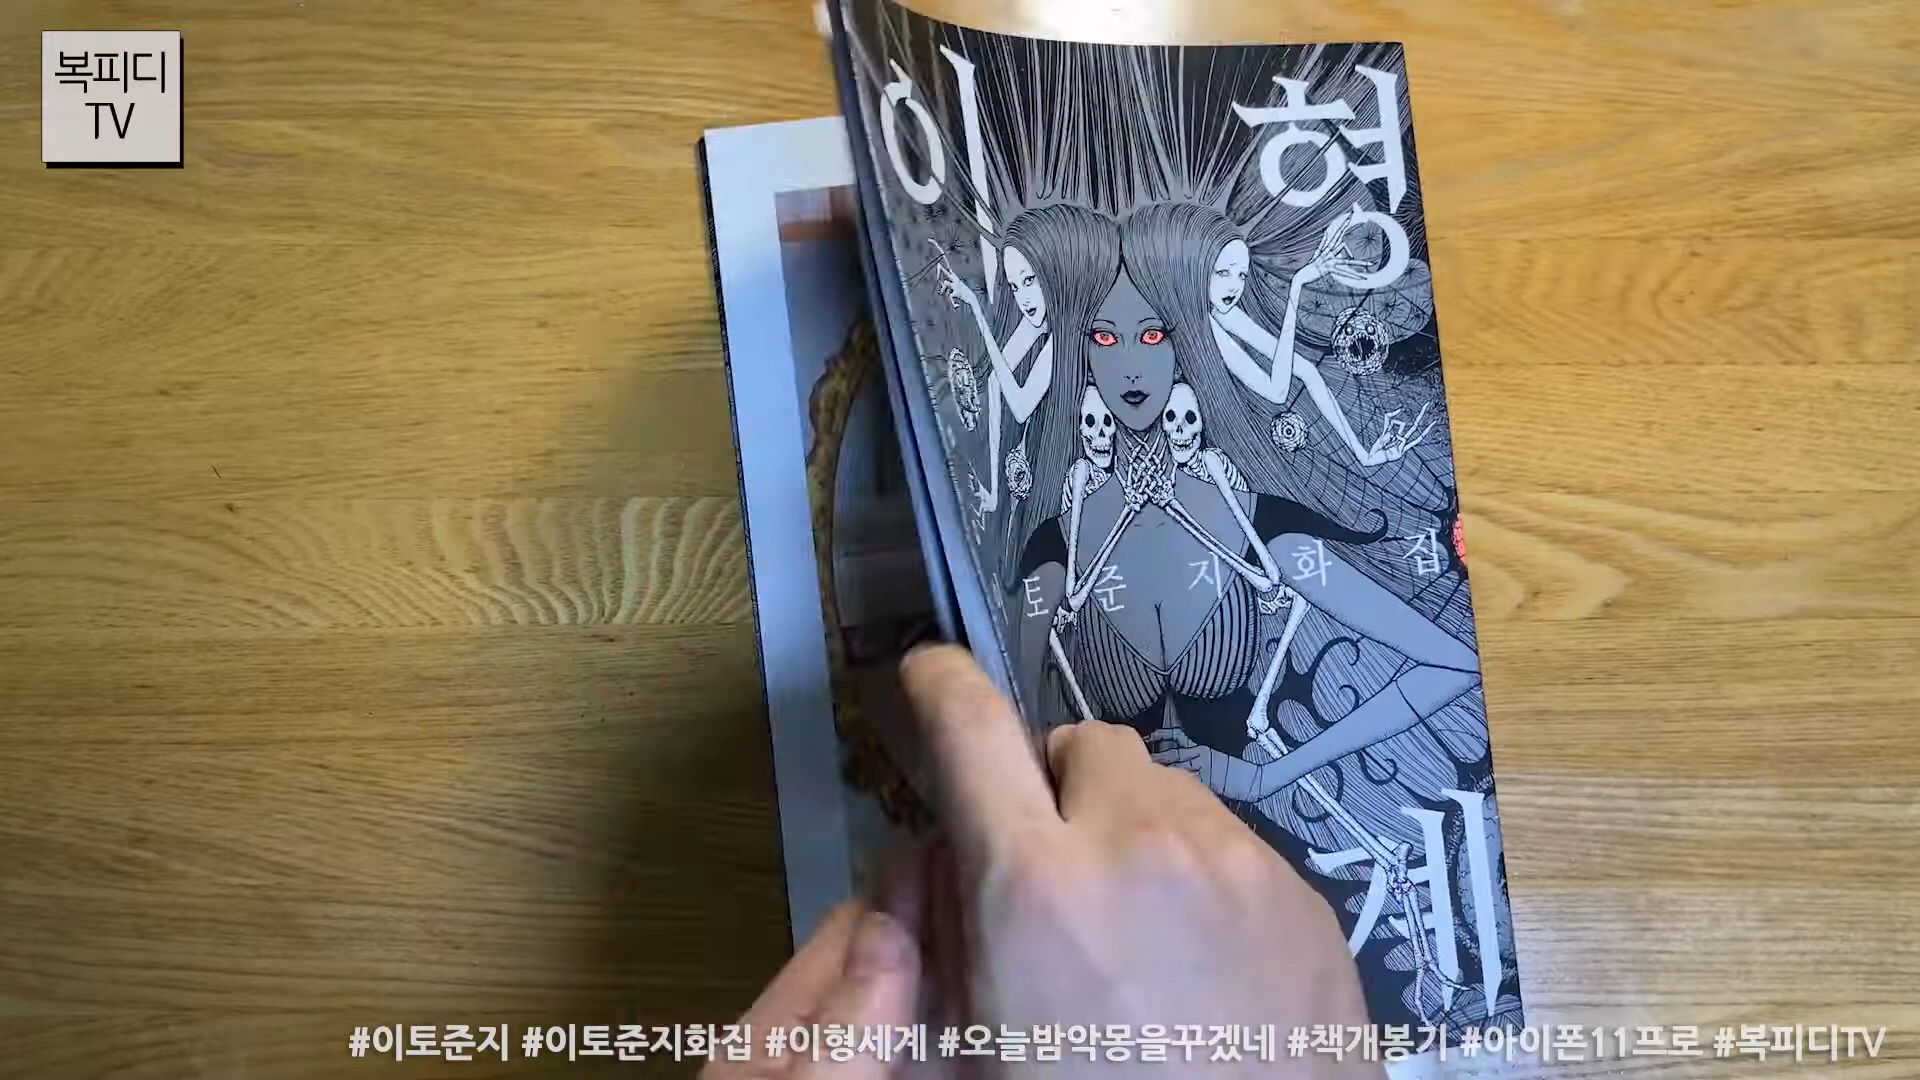 복피디
TV
이 형
토 준 지 화 집
계
#이토준지 #이토준지화집 #이형세계 #오늘밤악몽을꾸겠네 #책개봉기 #아이폰11프로 #복피디TV